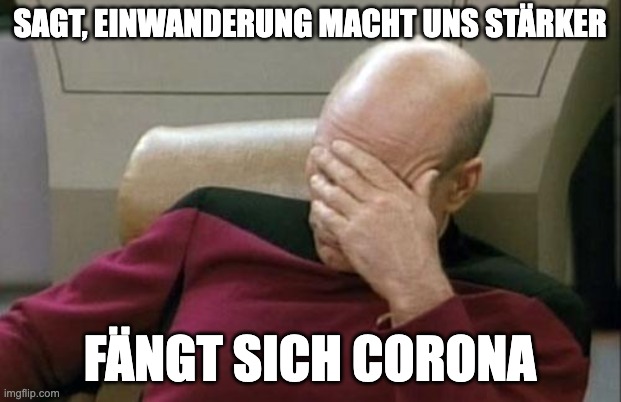 SAGT, EINWANDERUNG MACHT UNS STÄRKER
FÄNGT SICH CORONA
imgflip.com